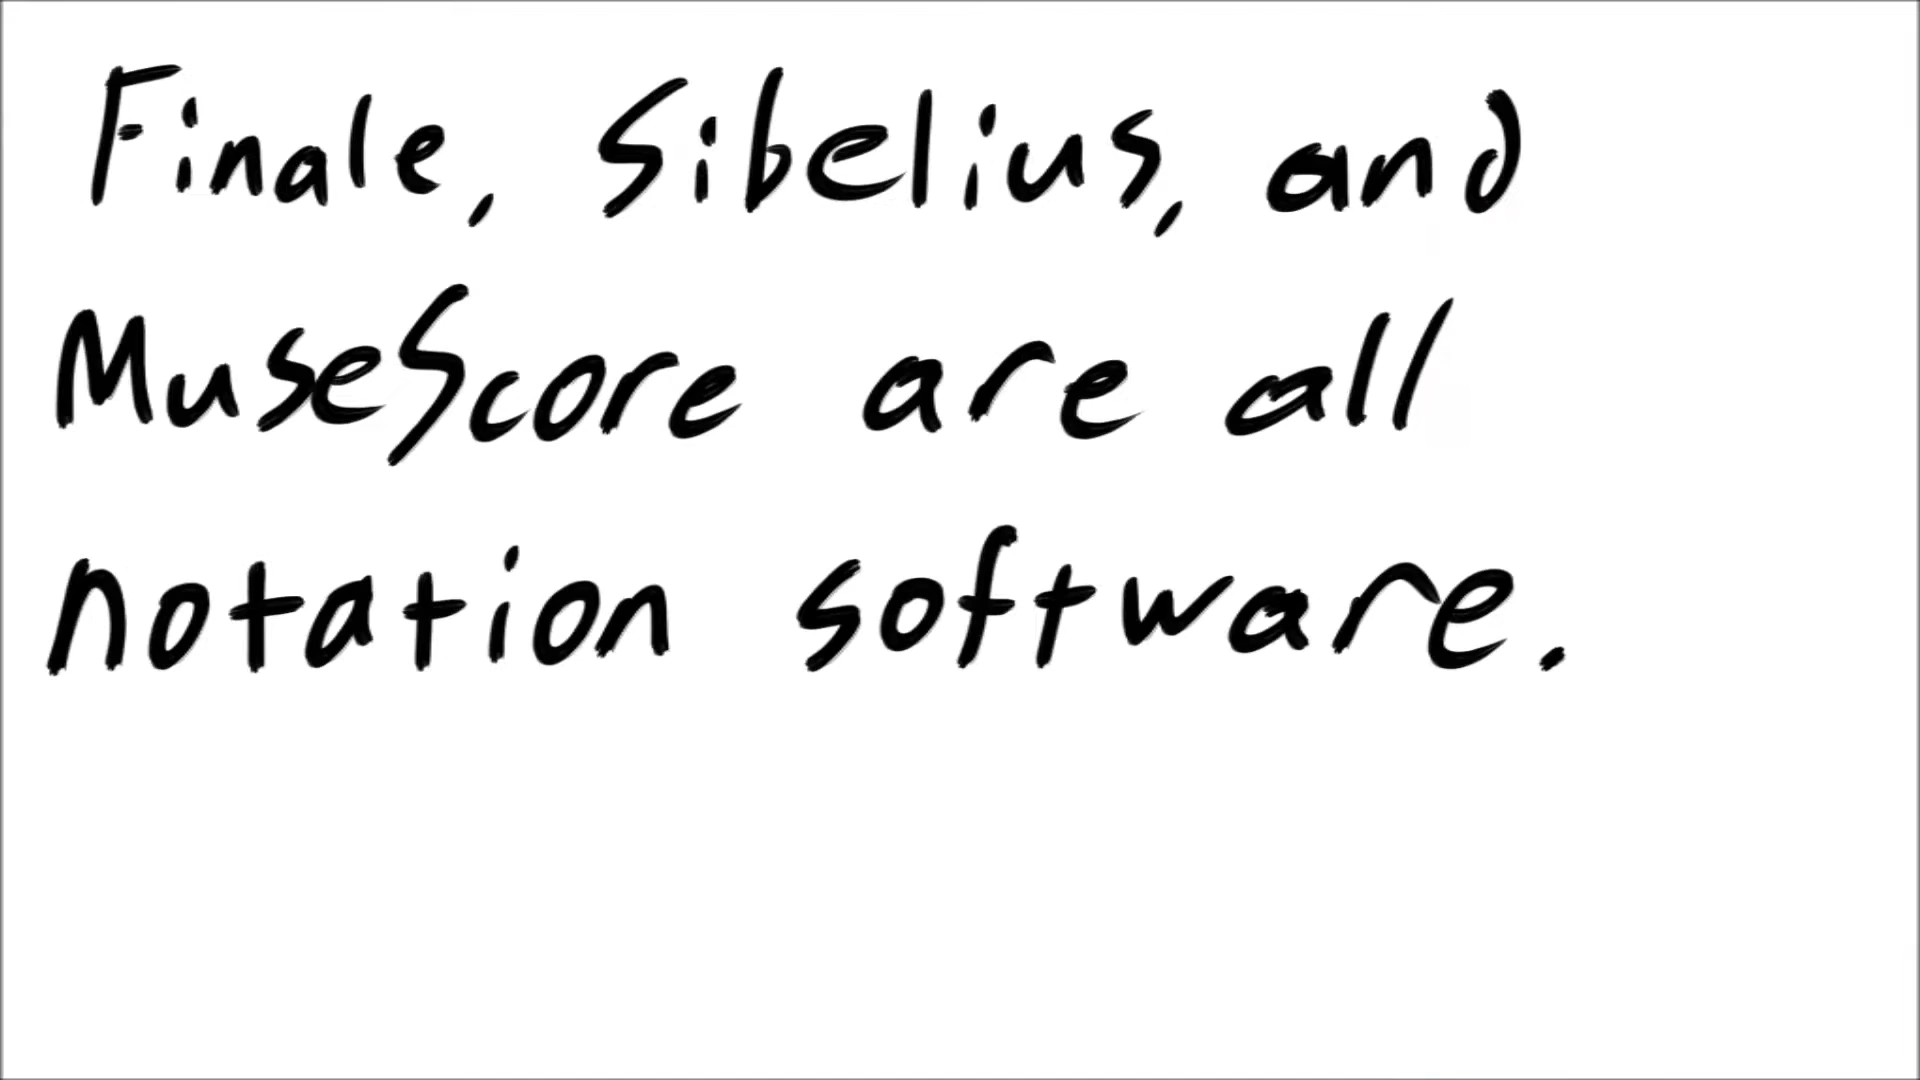 Finale, Sibelius, and
MuseScore are all
notation software.